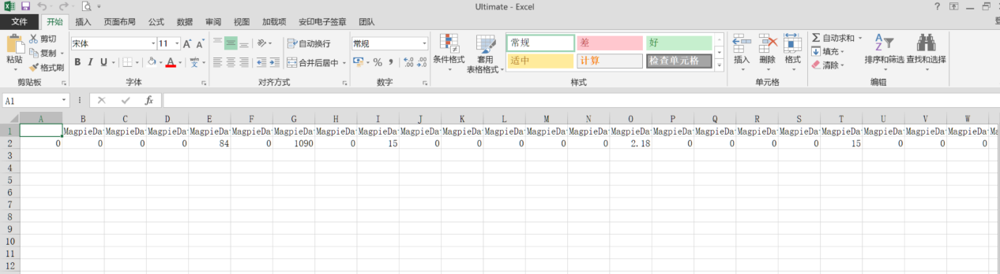 Ultimate - Excel
文件 开始 插入 页面布局 公式 数据 审阅 视图 加载项 安印电子签章 团队
剪切 宋体 11 A A 自动换行 常规 常规 差 好 Σ 自动求和
粘贴 复制 B I U A 合并后居中 % 条件格式 套用 表格格式 适中 计算 检查单元格 插入 删除 格式 填充 排序和筛选 查找和选择
格式刷 清除
剪贴板 字体 对齐方式 数字 样式 单元格 编辑
A1 fx
A B C D E F G H I J K L M N O P Q R S T U V W
1 MagpieDa MagpieDa MagpieDa MagpieDa MagpieDa MagpieDa MagpieDa MagpieDa MagpieDa MagpieDa MagpieDa MagpieDa MagpieDa MagpieDa MagpieDa MagpieDa MagpieDa MagpieDa MagpieDa MagpieDa MagpieDa MagpieDa Ma
2 0 0 0 0 84 0 1090 0 15 0 0 0 0 0 2.18 0 0 0 0 15 0 0 0
3
4
5
6
7
8
9
10
11
12